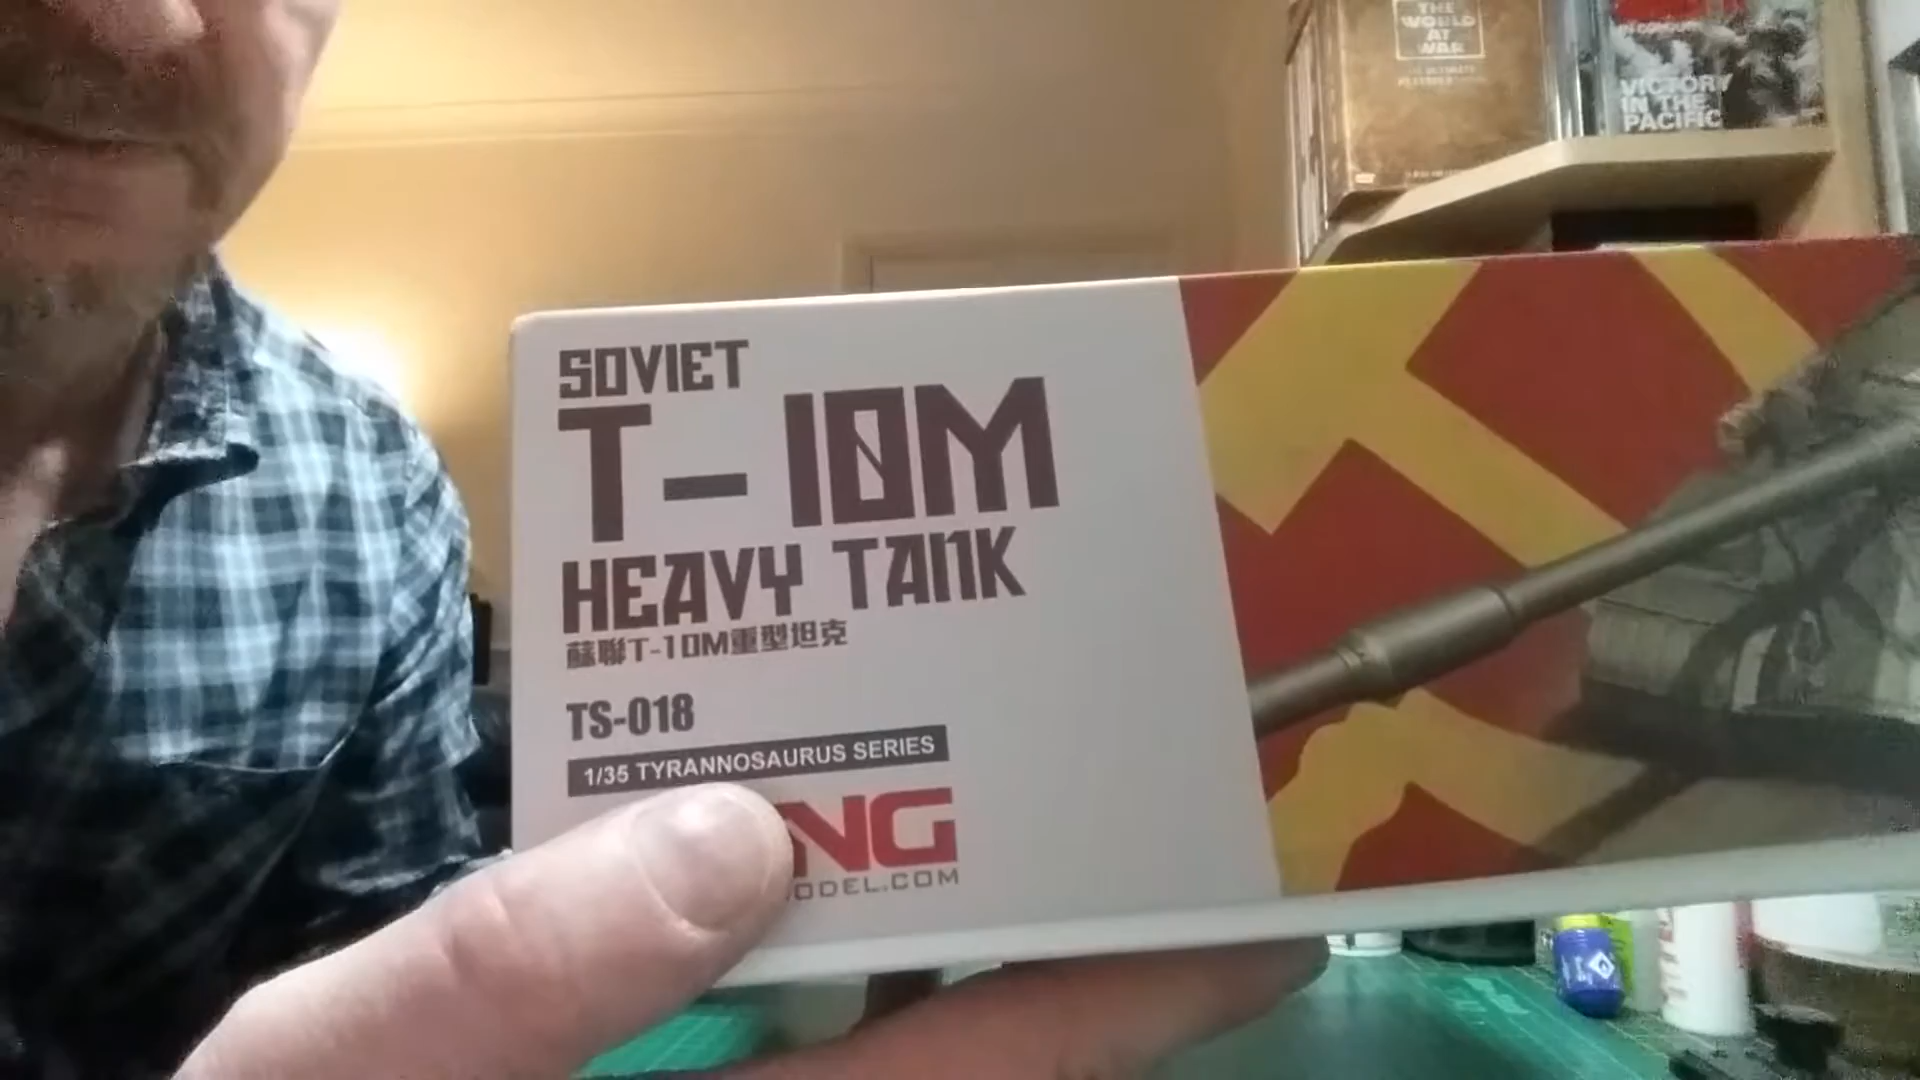 THE
WORLD
AT
WAR
VICTORY
IN THE
PACIFIC
SOVIET
T-10M
HEAVY TANK
蘇聯T-10M重型坦克
TS-018
1/35 TYRANNOSAURUS SERIES
NG
ODEL.COM